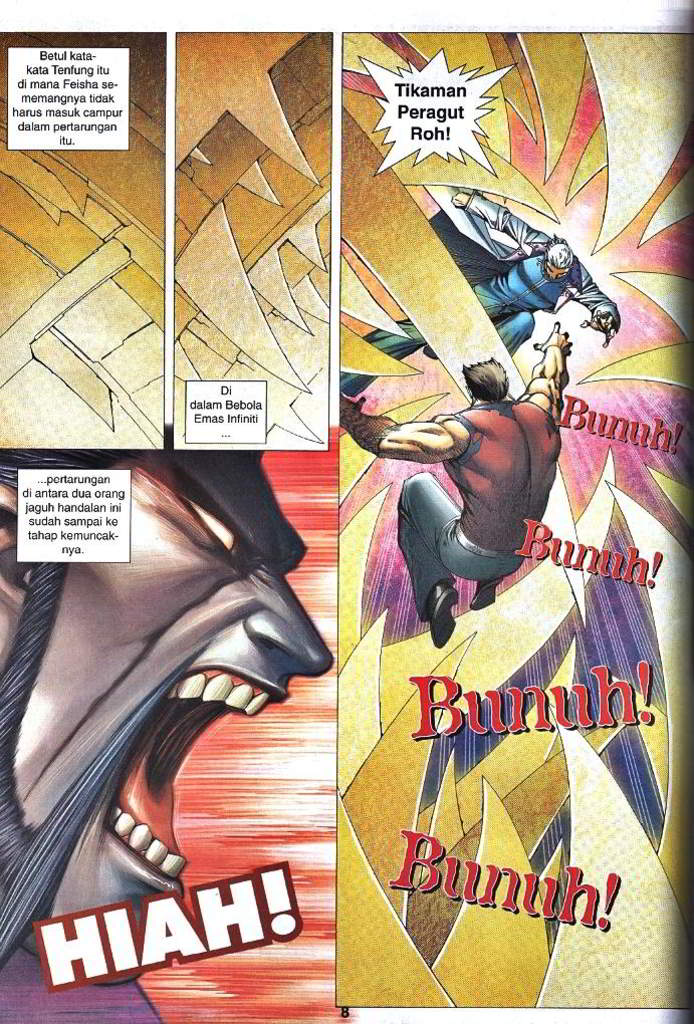 Betul kata-
kata Tenfung itu
di mana Feisha se-
memangnya tidak
harus masuk campur
dalam pertarungan
itu.
Di
dalam Bebola
Emas Infiniti
...
...pertarungan
di antara dua orang
jaguh handalan ini
sudah sampai ke
tahap kemuncak-
nya.
HIAH!
Tikaman
Peragut
Roh!
Bunuh!
Bunuh!
Bunuh!
Bunuh!
8